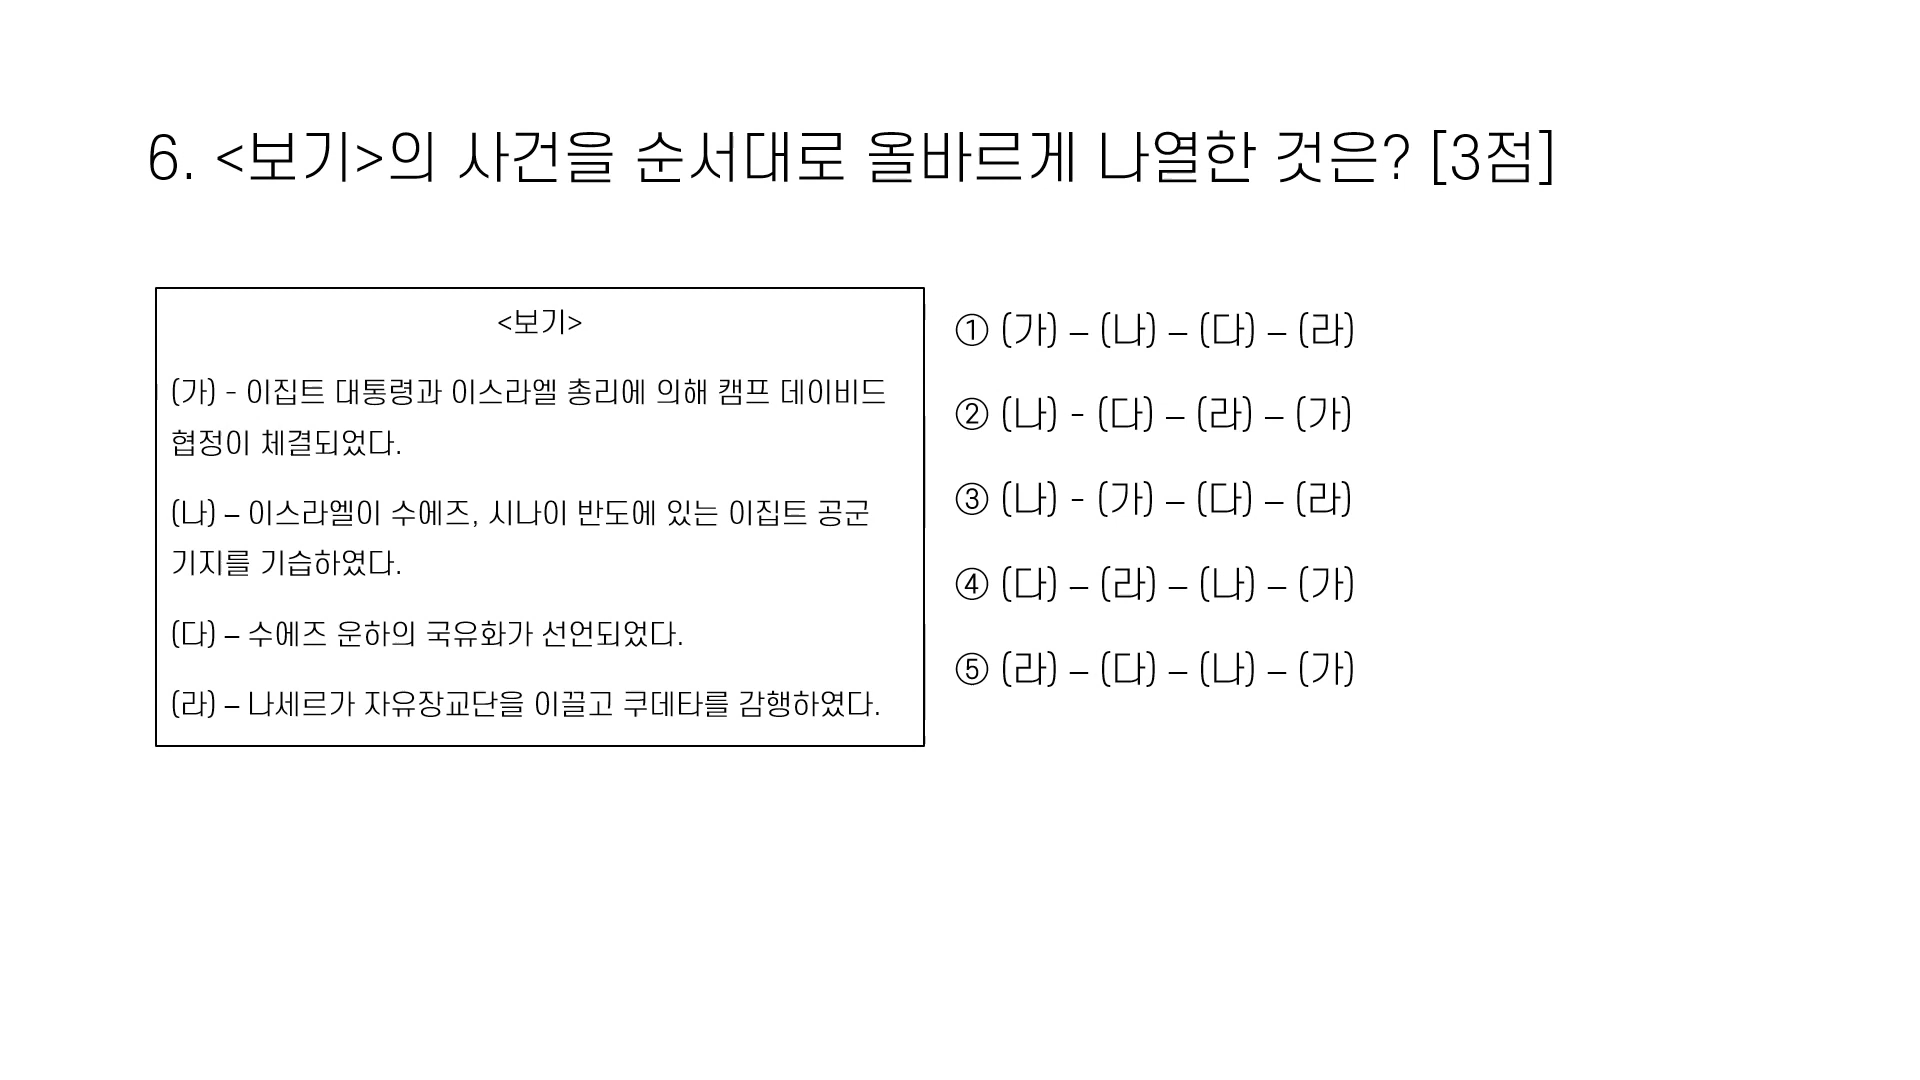 6. <보기>의 사건을 순서대로 올바르게 나열한 것은? [3점]
<보기>
(가) - 이집트 대통령과 이스라엘 총리에 의해 캠프 데이비드
협정이 체결되었다.
(나) – 이스라엘이 수에즈, 시나이 반도에 있는 이집트 공군
기지를 기습하였다.
(다) – 수에즈 운하의 국유화가 선언되었다.
(라) – 나세르가 자유장교단을 이끌고 쿠데타를 감행하였다.
① (가) – (나) – (다) – (라)
② (나) - (다) – (라) – (가)
③ (나) - (가) – (다) – (라)
④ (다) – (라) – (나) – (가)
⑤ (라) – (다) – (나) – (가)